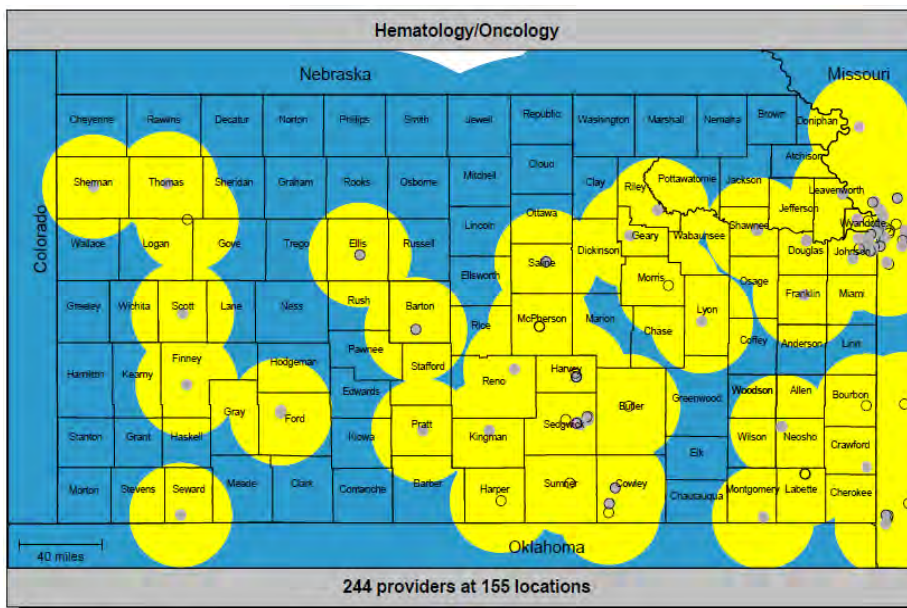 Hematology/Oncology
Nebraska
Missouri
Cheyenne Rawlins Decatur Norton Phillips Smith Jewell Republic Washington Marshall Nemaha Brown Doniphan
Atchison
Sherman Thomas Sheridan Graham Rooks Osborne Mitchell Cloud Clay Riley Pottawatomie Jackson Jefferson Leavenworth
Colorado
Wallace Logan Gove Trego Ellis Russell Lincoln Ottawa Saline Dickinson Geary Wabaunsee Shawnee Douglas Johnson Wyandotte
Ellsworth Morris Osage Franklin Miami
Greeley Wichita Scott Lane Ness Rush Barton Rice McPherson Marion Chase Lyon Coffey Anderson Linn
Hamilton Kearny Finney Hodgeman Pawnee Stafford Reno Harvey Butler Greenwood Woodson Allen Bourbon
Gray Ford Edwards
Stanton Grant Haskell Kiowa Pratt Kingman Sedgwick Elk Wilson Neosho Crawford
Morton Stevens Seward Meade Clark Comanche Barber Harper Sumner Cowley Chautauqua Montgomery Labette Cherokee
40 miles
Oklahoma
244 providers at 155 locations